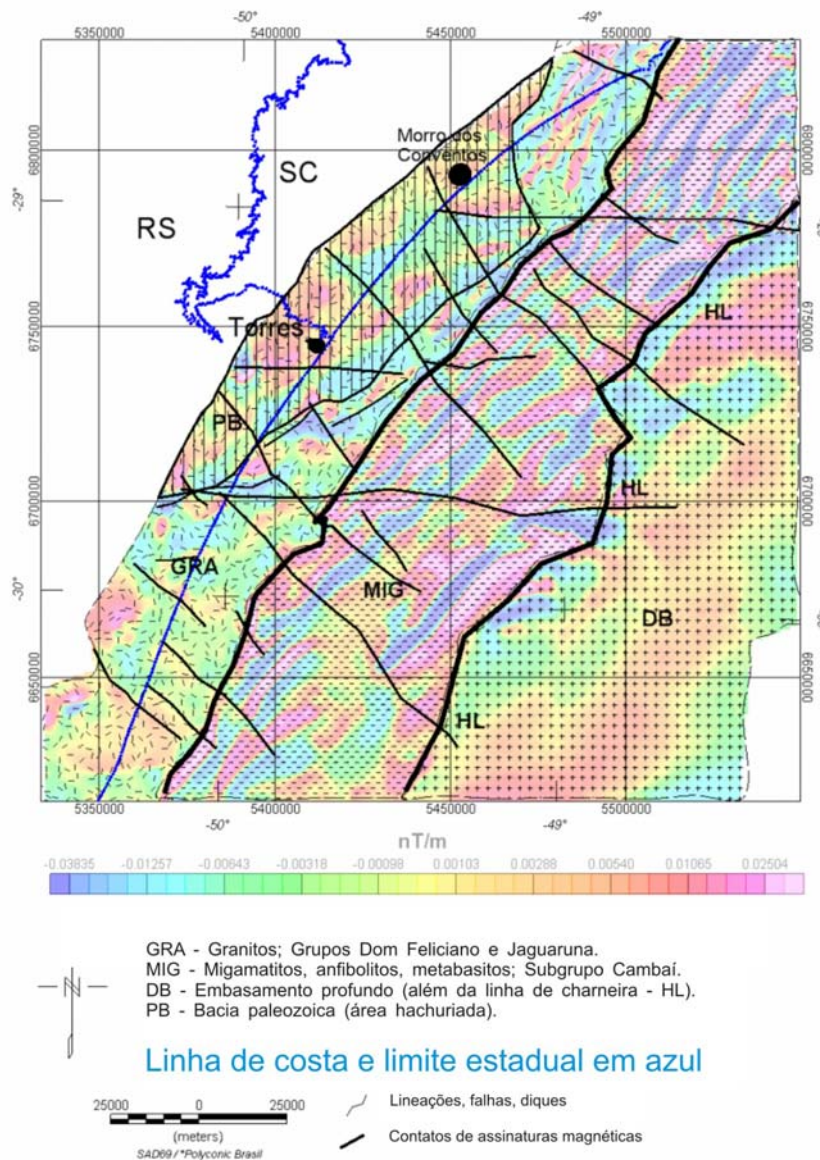 -50°
-49°
5350000
5400000
5450000
5500000
6800000
6800000
Morro dos
Conventos
SC
-29°
RS
HL
6750000
6750000
Torres
PB
HL
6700000
6700000
GRA
MIG
-30°
DB
6650000
6650000
HL
5350000
5400000
5450000
5500000
-50°
-49°
nT/m
-0.03835
-0.01257
-0.00643
-0.00318
-0.00098
0.00103
0.00288
0.00540
0.01065
0.02504
GRA - Granitos; Grupos Dom Feliciano e Jaguaruna.
MIG - Migamatitos, anfibolitos, metabasitos; Subgrupo Cambaí.
DB - Embasamento profundo (além da linha de charneira - HL).
PB - Bacia paleozoica (área hachuriada).
N
Linha de costa e limite estadual em azul
25000 0 25000
(meters)
SAD69 / *Polyconic Brasil
Lineações, falhas, diques
Contatos de assinaturas magnéticas